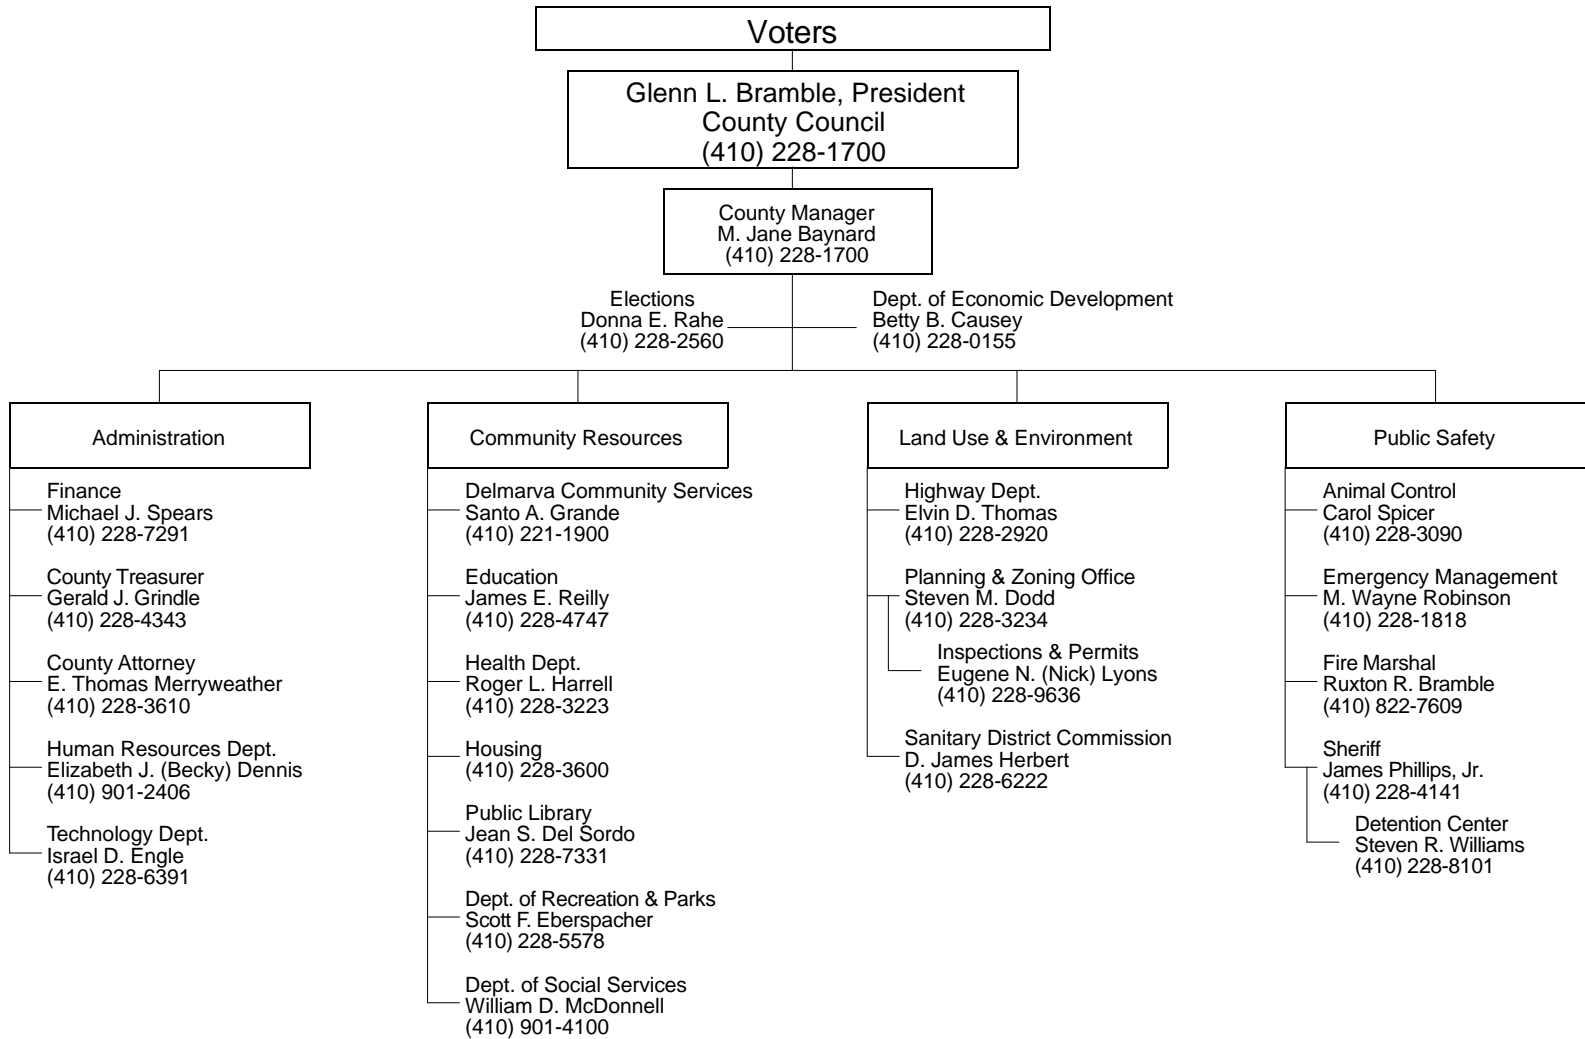 Voters
Glenn L. Bramble, President
County Council
(410) 228-1700
County Manager
M. Jane Baynard
(410) 228-1700
Elections
Donna E. Rahe
(410) 228-2560
Dept. of Economic Development
Betty B. Causey
(410) 228-0155
Administration
Finance
Michael J. Spears
(410) 228-7291
County Treasurer
Gerald J. Grindle
(410) 228-4343
County Attorney
E. Thomas Merryweather
(410) 228-3610
Human Resources Dept.
Elizabeth J. (Becky) Dennis
(410) 901-2406
Technology Dept.
Israel D. Engle
(410) 228-6391
Community Resources
Delmarva Community Services
Santo A. Grande
(410) 221-1900
Education
James E. Reilly
(410) 228-4747
Health Dept.
Roger L. Harrell
(410) 228-3223
Housing
(410) 228-3600
Public Library
Jean S. Del Sordo
(410) 228-7331
Dept. of Recreation & Parks
Scott F. Eberspacher
(410) 228-5578
Dept. of Social Services
William D. McDonnell
(410) 901-4100
Land Use & Environment
Highway Dept.
Elvin D. Thomas
(410) 228-2920
Planning & Zoning Office
Steven M. Dodd
(410) 228-3234
Inspections & Permits
Eugene N. (Nick) Lyons
(410) 228-9636
Sanitary District Commission
D. James Herbert
(410) 228-6222
Public Safety
Animal Control
Carol Spicer
(410) 228-3090
Emergency Management
M. Wayne Robinson
(410) 228-1818
Fire Marshal
Ruxton R. Bramble
(410) 822-7609
Sheriff
James Phillips, Jr.
(410) 228-4141
Detention Center
Steven R. Williams
(410) 228-8101